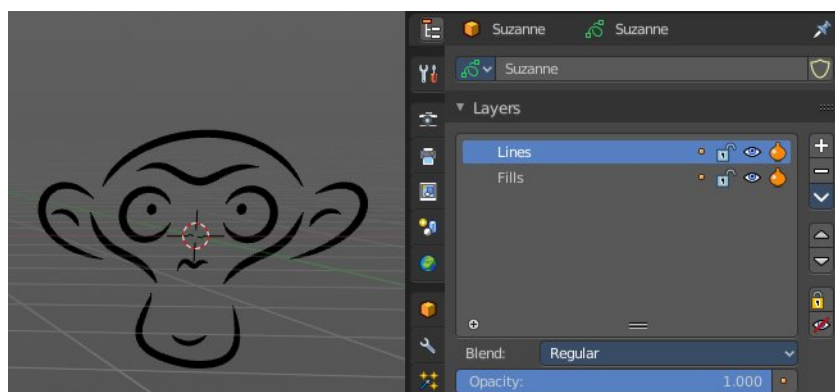 Suzanne Suzanne
Suzanne
Layers
Lines
Fills
Blend: Regular
Opacity: 1.000